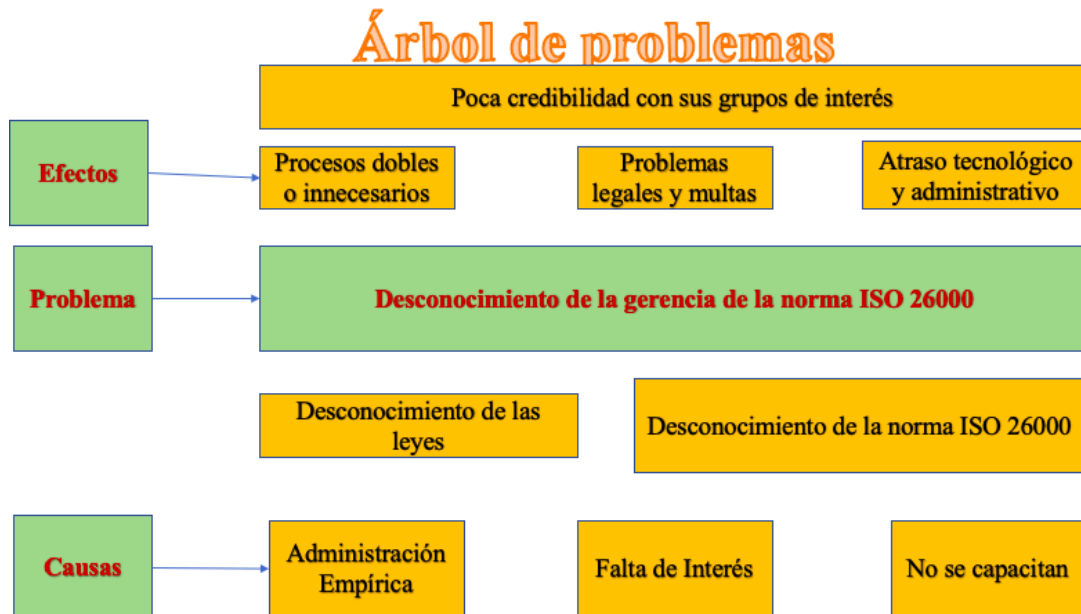 Árbol de problemas
Poca credibilidad con sus grupos de interés
Efectos
Procesos dobles
o innecesarios
Problemas
legales y multas
Atraso tecnológico
y administrativo
Problema
Desconocimiento de la gerencia de la norma ISO 26000
Desconocimiento de las
leyes
Desconocimiento de la norma ISO 26000
Causas
Administración
Empírica
Falta de Interés
No se capacitan